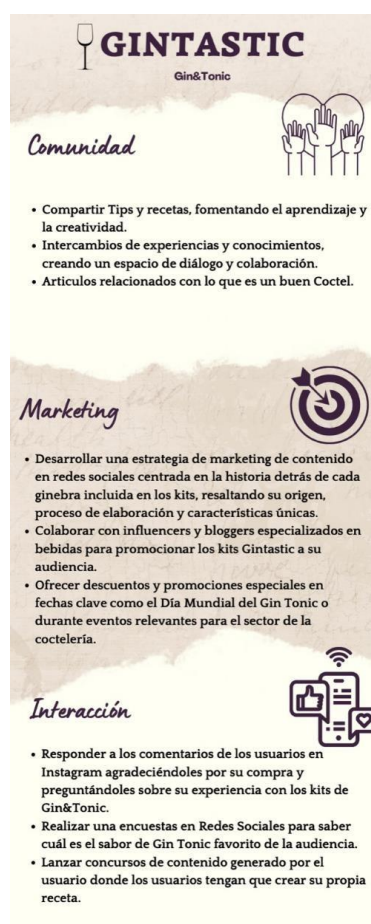 GINTASTIC
Gin&Tonic
Comunidad
• Compartir Tips y recetas, fomentando el aprendizaje y
la creatividad.
• Intercambios de experiencias y conocimientos,
creando un espacio de diálogo y colaboración.
• Articulos relacionados con lo que es un buen Coctel.
Marketing
• Desarrollar una estrategia de marketing de contenido
en redes sociales centrada en la historia detrás de cada
ginebra incluida en los kits, resaltando su origen,
proceso de elaboración y características únicas.
• Colaborar con influencers y bloggers especializados en
bebidas para promocionar los kits Gintastic a su
audiencia.
• Ofrecer descuentos y promociones especiales en
fechas clave como el Día Mundial del Gin Tonic o
durante eventos relevantes para el sector de la
coctelería.
Interacción
• Responder a los comentarios de los usuarios en
Instagram agradeciéndoles por su compra y
preguntándoles sobre su experiencia con los kits de
Gin&Tonic.
• Realizar una encuestas en Redes Sociales para saber
cuál es el sabor de Gin Tonic favorito de la audiencia.
• Lanzar concursos de contenido generado por el
usuario donde los usuarios tengan que crear su propia
receta.